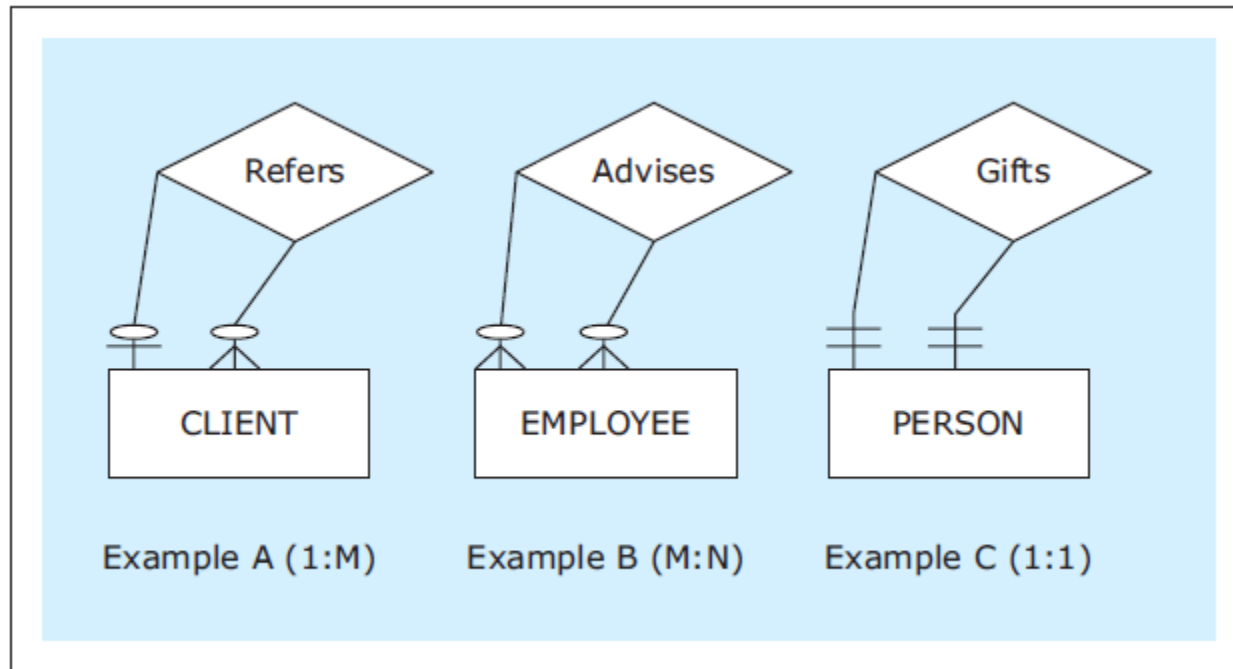 Refers
Advises
Gifts
CLIENT
EMPLOYEE
PERSON
Example A (1:M)
Example B (M:N)
Example C (1:1)